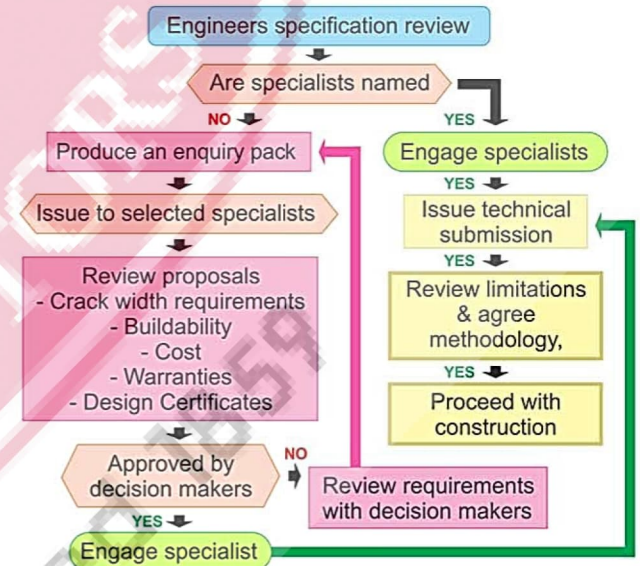 Engineers specification review
Are specialists named
NO
YES
Produce an enquiry pack
Engage specialists
YES
Issue to selected specialists
Issue technical
submission
YES
Review proposals
- Crack width requirements
- Buildability
- Cost
- Warranties
- Design Certificates
Review limitations
& agree
methodology,
YES
Proceed with
construction
Approved by
decision makers
NO
Review requirements
with decision makers
YES
Engage specialist
TORS
1859